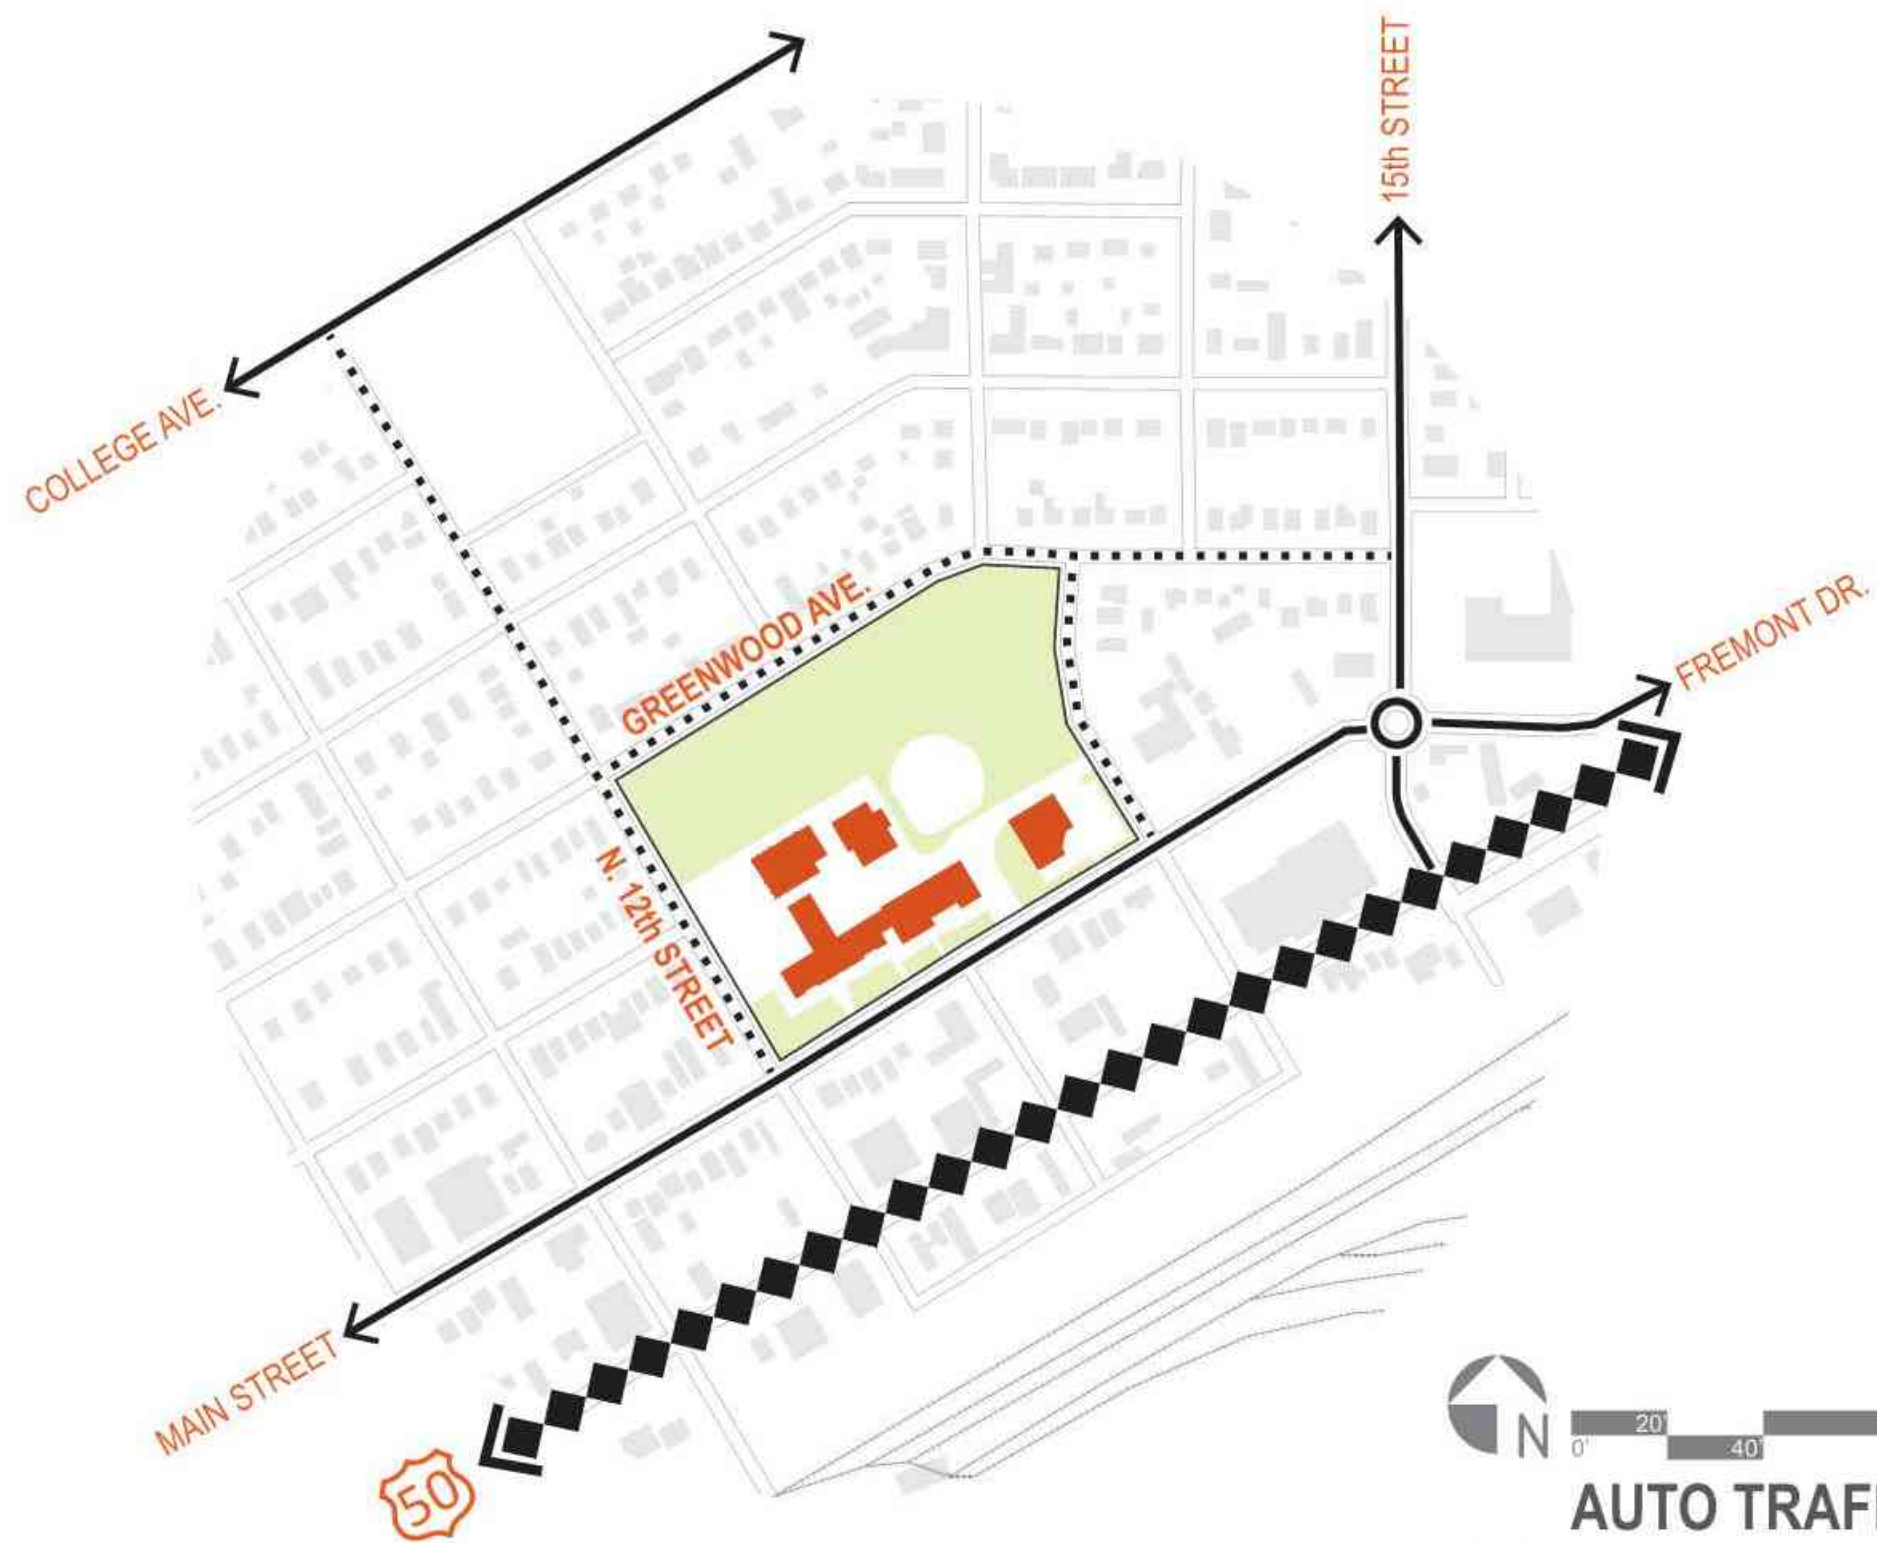 15th STREET
COLLEGE AVE.
GREENWOOD AVE.
FREMONT DR.
N. 12th STREET
MAIN STREET
50
N
20'
0'
40'
AUTO TRAF